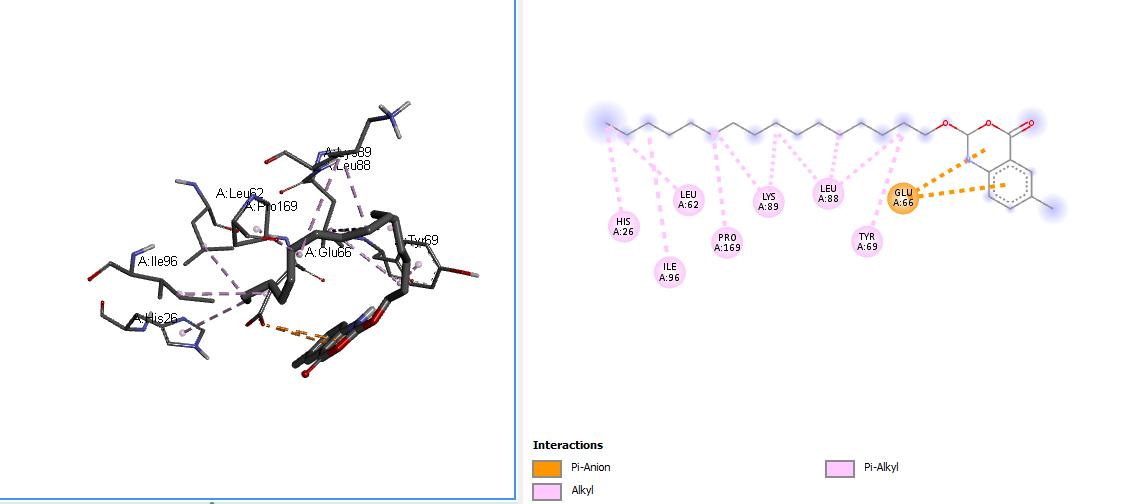 A:Lys89
A:Leu88
A:Leu62
A:Pro169
A:Tyr69
A:Glu66
A:Ile96
A:His26
O
O
O
LEU
A:62
LYS
A:89
LEU
A:88
GLU
A:66
HIS
A:26
PRO
A:169
TYR
A:69
ILE
A:96
Interactions
Pi-Anion
Alkyl
Pi-Alkyl